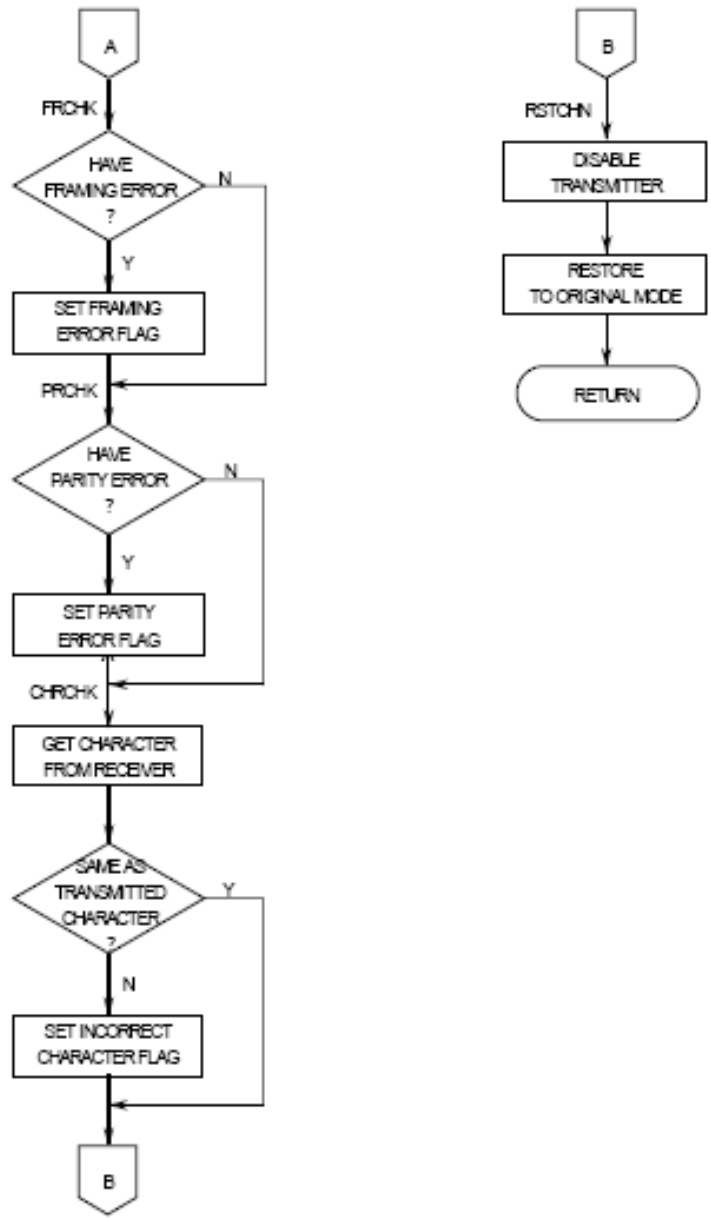 A
FRCHK
HAVE
FRAMING ERROR
?
N
Y
SET FRAMING
ERROR FLAG
PRCHK
HAVE
PARITY ERROR
?
N
Y
SET PARITY
ERROR FLAG
CHRCHK
GET CHARACTER
FROM RECEIVER
SAME AS
TRANSMITTED
CHARACTER
?
Y
N
SET INCORRECT
CHARACTER FLAG
B
B
RSTCHN
DISABLE
TRANSMITTER
RESTORE
TO ORIGINAL MODE
RETURN